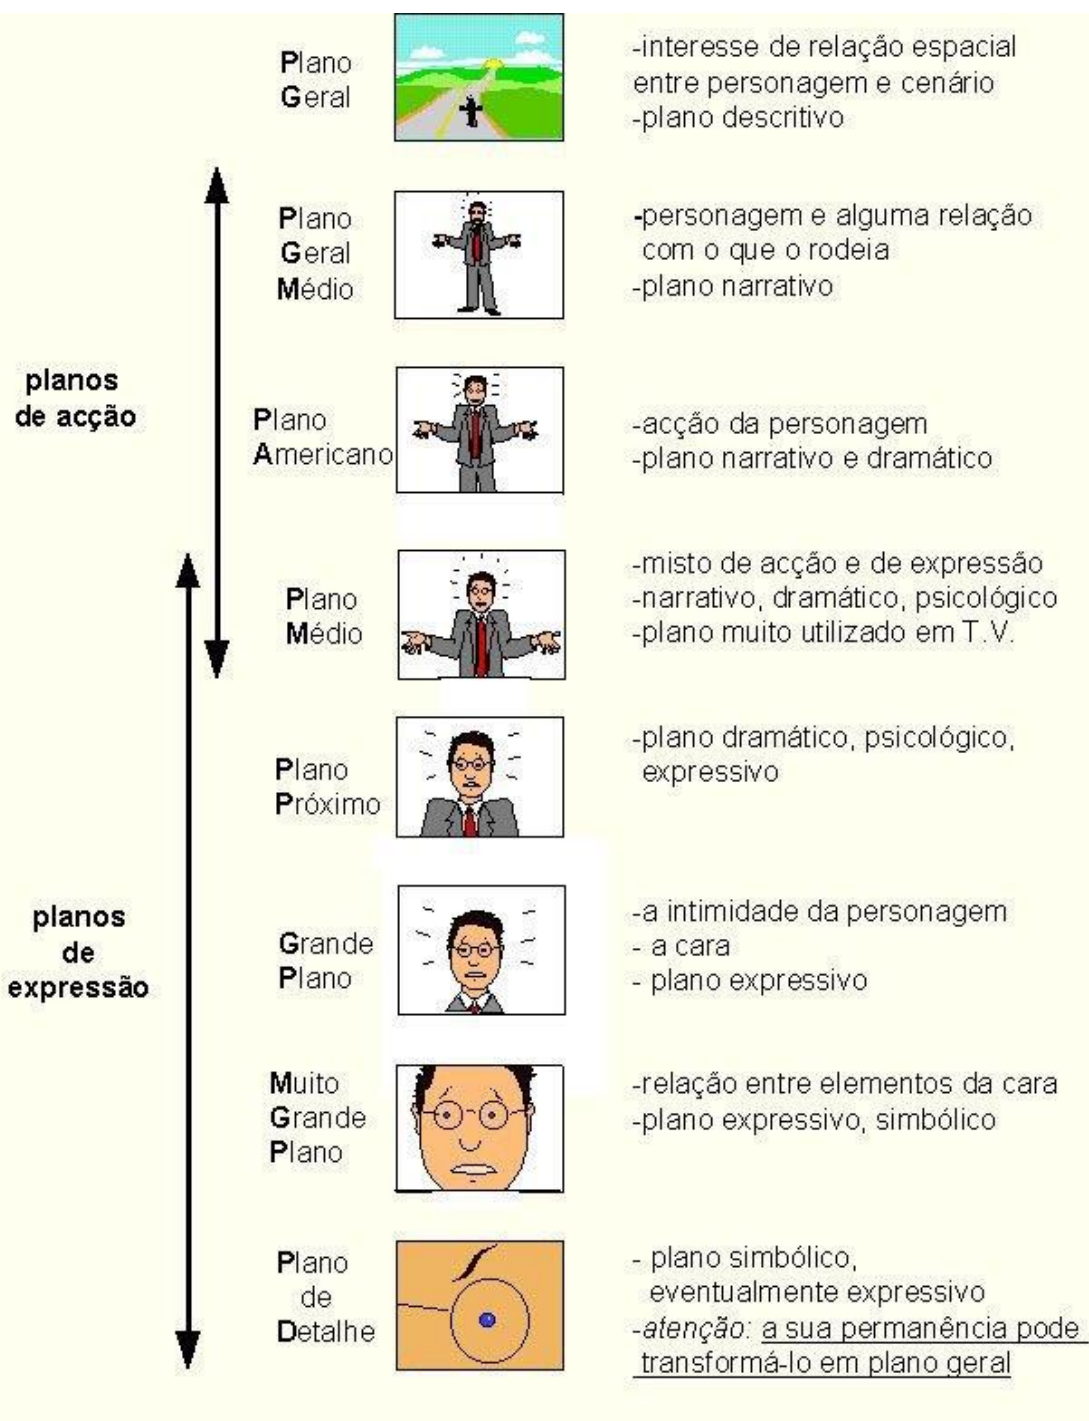 Plano
Geral
-interesse de relação espacial
entre personagem e cenário
-plano descritivo
Plano
Geral
Médio
-personagem e alguma relação
com o que o rodeia
-plano narrativo
planos
de acção
Plano
Americano
-acção da personagem
-plano narrativo e dramático
Plano
Médio
-misto de acção e de expressão
-narrativo, dramático, psicológico
-plano muito utilizado em T.V.
Plano
Próximo
-plano dramático, psicológico,
expressivo
planos
de
expressão
Grande
Plano
-a intimidade da personagem
- a cara
- plano expressivo
Muito
Grande
Plano
-relação entre elementos da cara
-plano expressivo, simbólico
Plano
de
Detalhe
- plano simbólico,
eventualmente expressivo
-atenção: a sua permanência pode
transformá-lo em plano geral